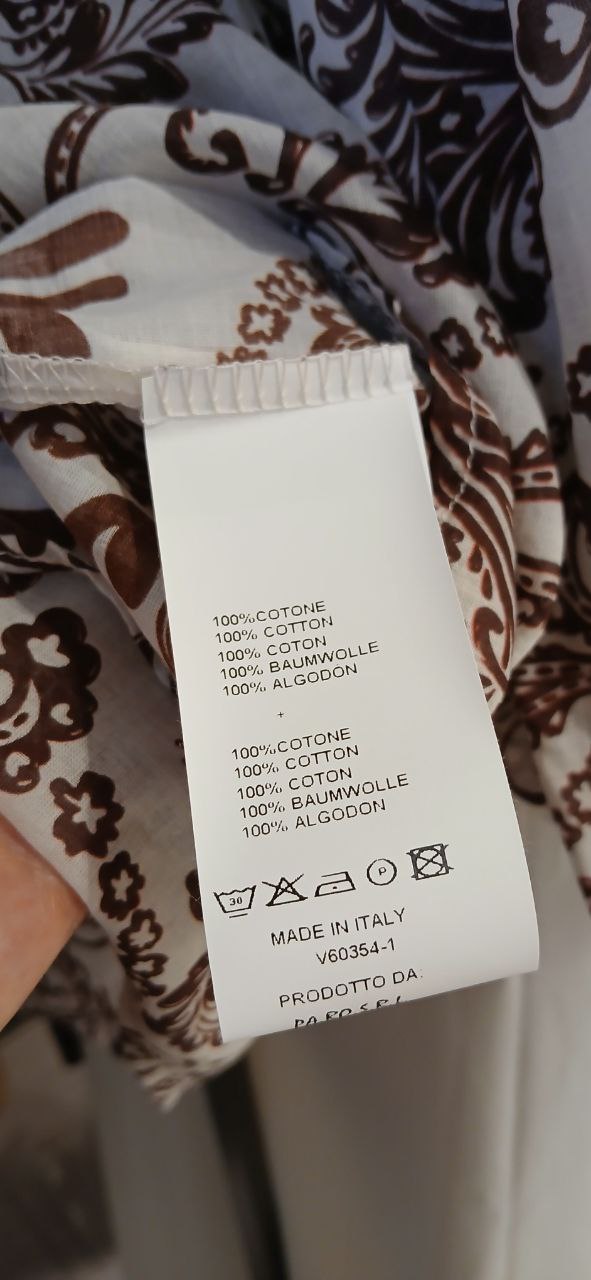 100%COTONE
100% COTTON
100% COTON
100% BAUMWOLLE
100% ALGODÓN
+
100%COTONE
100% COTTON
100% COTON
100% BAUMWOLLE
100% ALGODON
30 P
MADE IN ITALY
V60354-1
PRODOTTO DA: